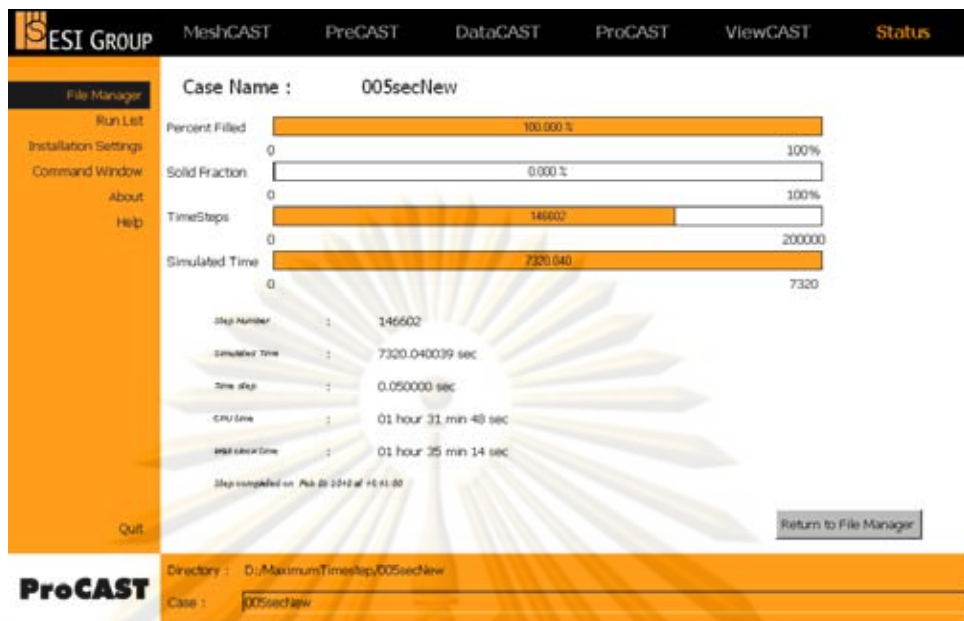 ESI GROUP
MeshCAST PreCAST DataCAST ProCAST ViewCAST Status
File Manager
Run List
Installation Settings
Command Window
About
Help
Quit
Case Name : 005secNew
Percent Filled 100.000 %
0 100%
Solid Fraction 0.000 %
0 100%
TimeSteps 146602
0 200000
Simulated Time 7320.040
0 7320
Step Number : 146602
Simulated Time : 7320.040039 sec
Time step : 0.050000 sec
CPU time : 01 hour 31 min 48 sec
: 01 hour 35 min 14 sec
Step completed on Feb
Return to File Manager
ProCAST
Directory : D:/MaximumTimestep/005secNew
Case : 005secNew